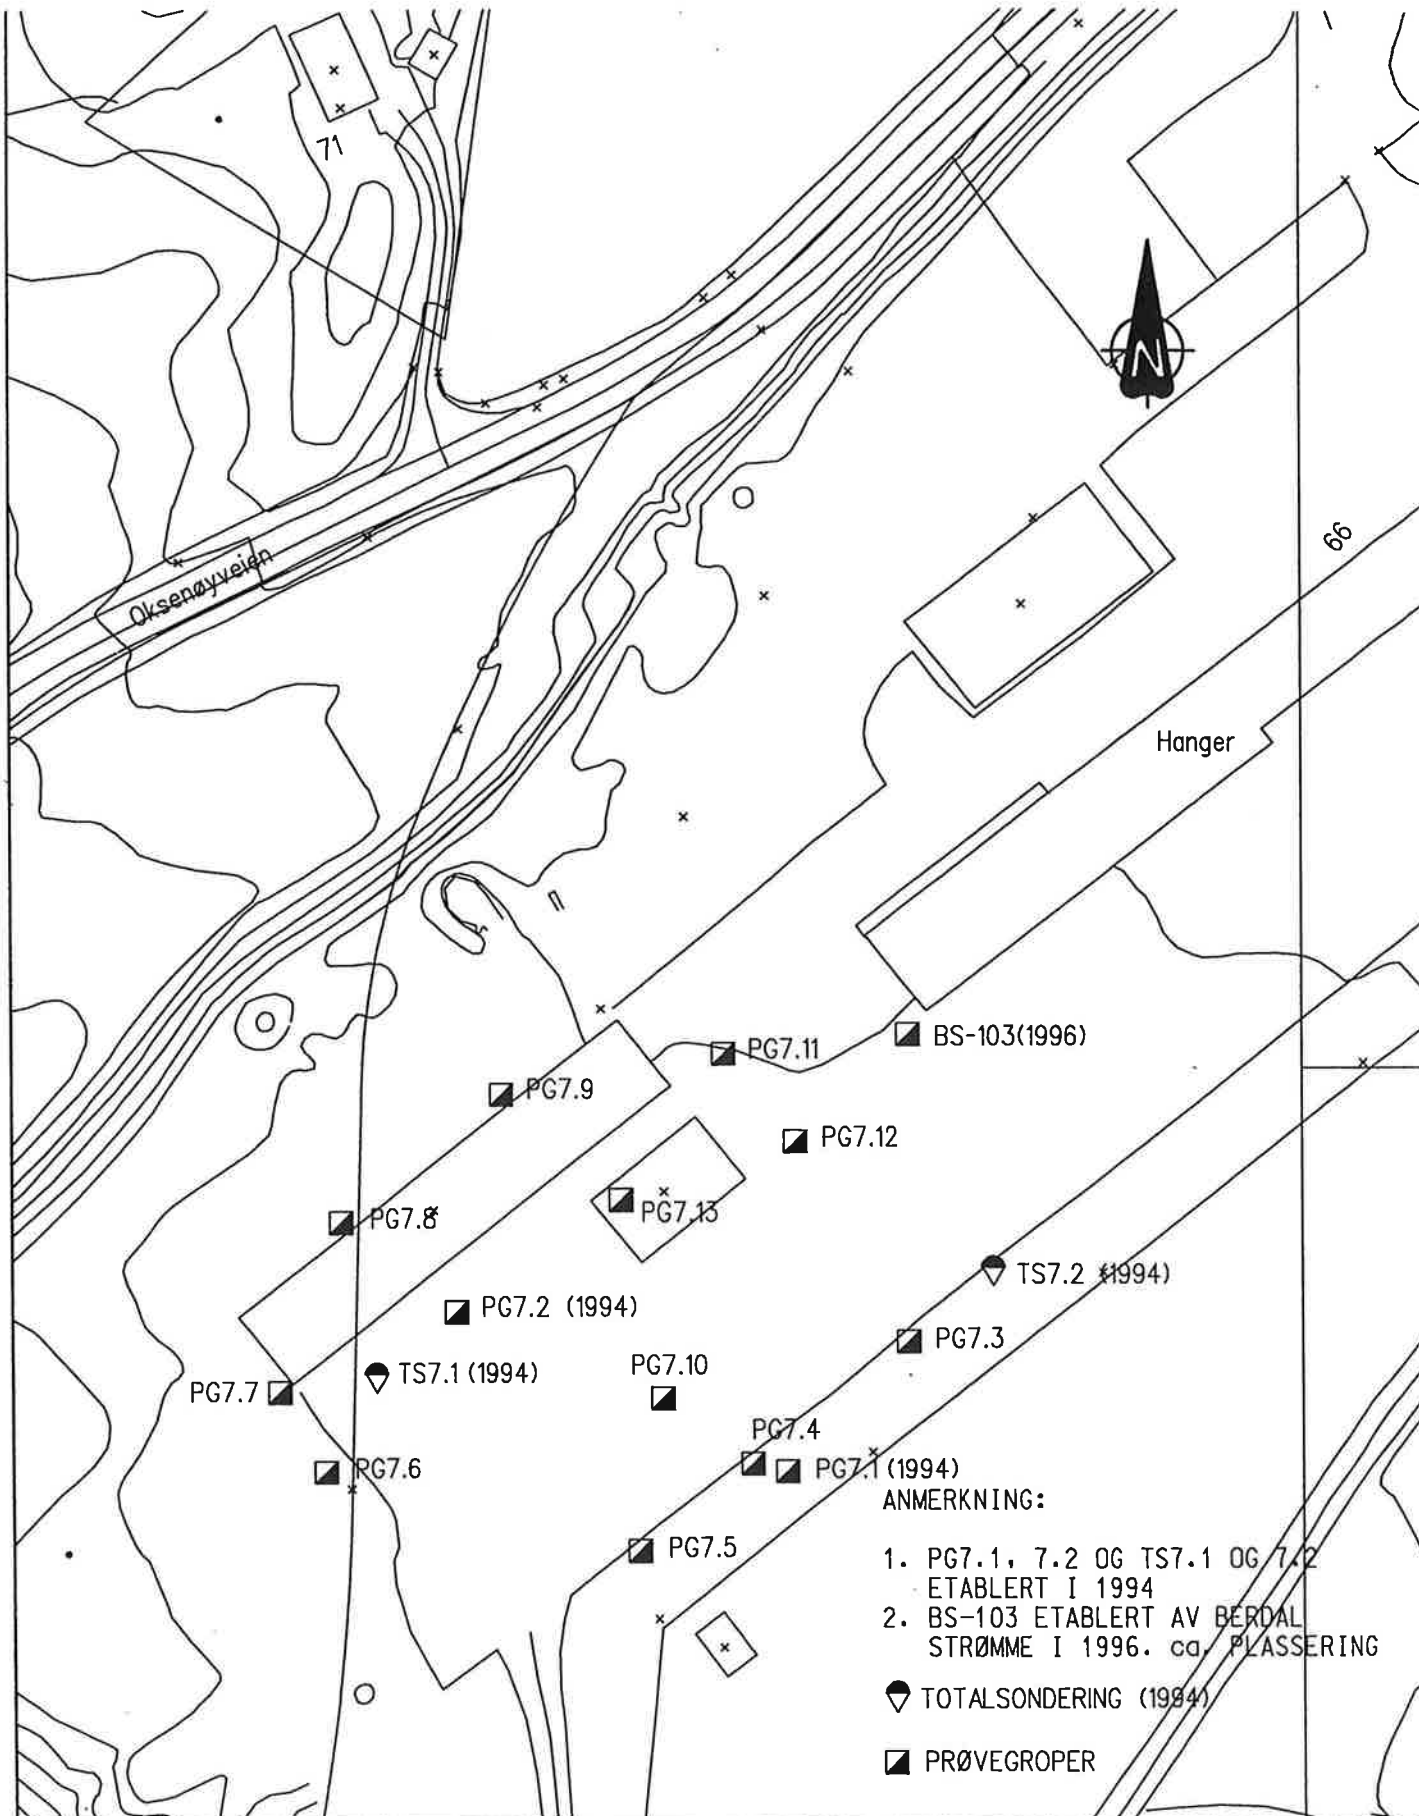 71
N
66
Oksenøyveien
Hanger
BS-103(1996)
PG7.11
PG7.9
PG7.12
PG7.13
PG7.8
TS7.2 (1994)
PG7.2 (1994)
PG7.3
PG7.10
TS7.1 (1994)
PG7.7
PG7.4
PG7.6
PG7.1 (1994)
PG7.5
ANMERKNING:
1. PG7.1, 7.2 OG TS7.1 OG 7.2
ETABLERT I 1994
2. BS-103 ETABLERT AV BERDAL
STRØMME I 1996. ca. PLASSERING
TOTALSONDERING (1994)
PRØVEGROPER